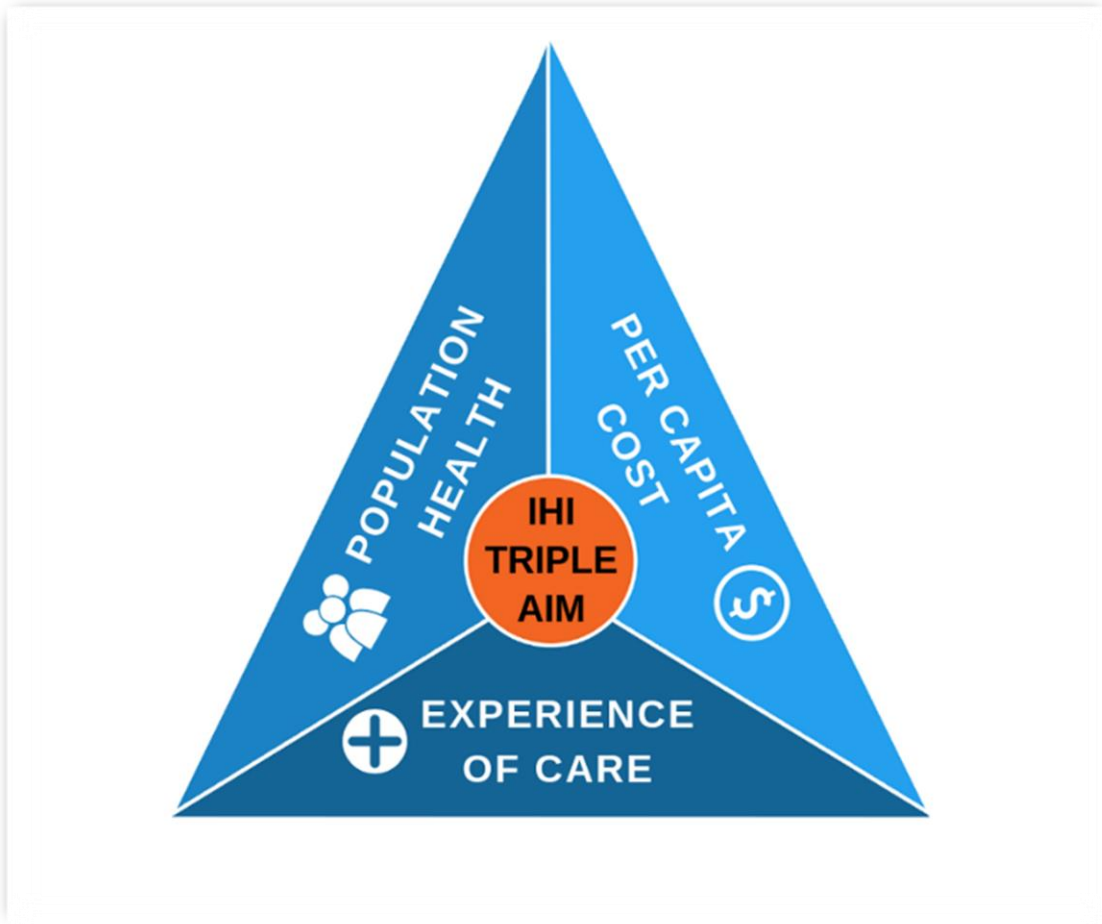 POPULATION
HEALTH
PER CAPITA
COST
$
IHI
TRIPLE
AIM
EXPERIENCE
OF CARE